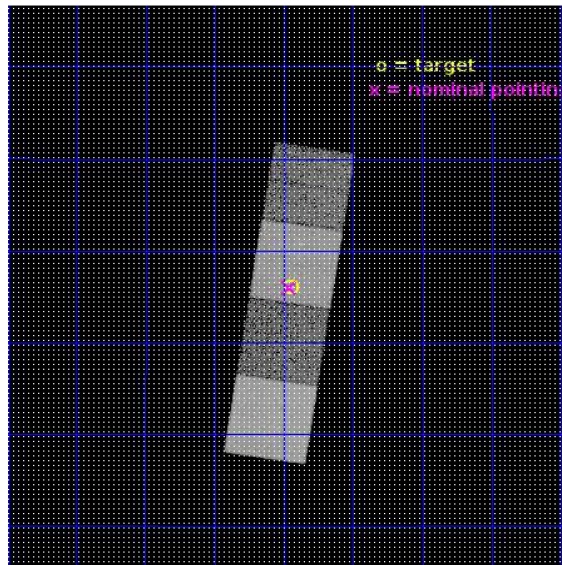 o = target
x = nominal pointin